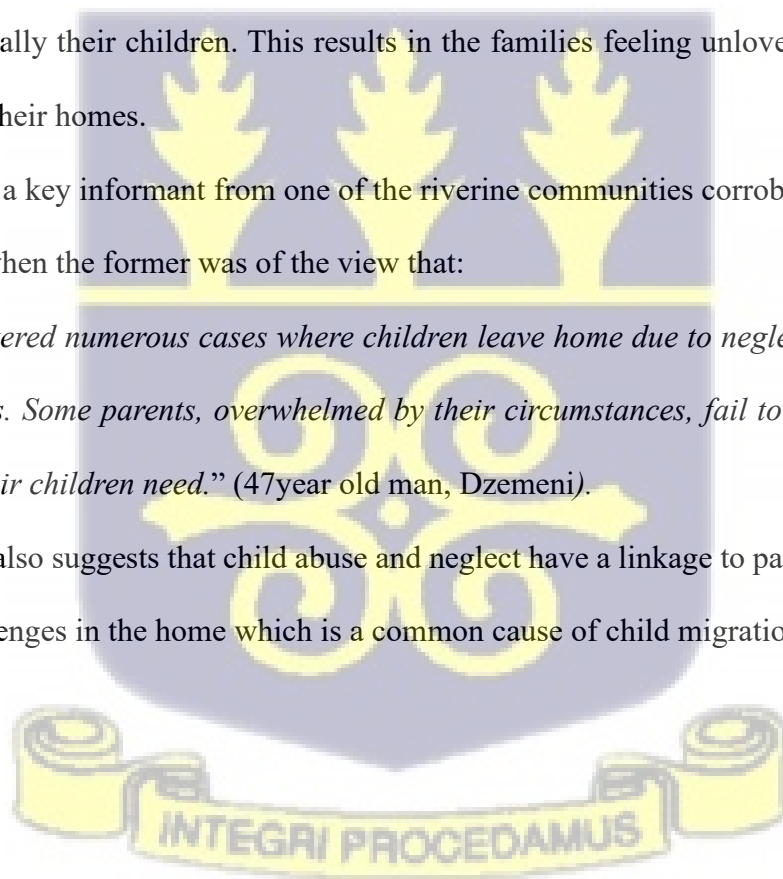 ally their children. This results in the families feeling unlove
heir homes.
a key informant from one of the riverine communities corrob
when the former was of the view that:
ered numerous cases where children leave home due to negle
s. Some parents, overwhelmed by their circumstances, fail to
ir children need.” (47year old man, Dzemeni).
also suggests that child abuse and neglect have a linkage to pa
enges in the home which is a common cause of child migratio
INTEGRI PROCEDAMUS